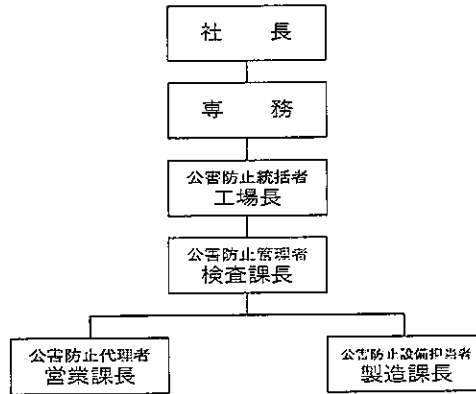 社 長
専 務
公害防止統括者
工場長
公害防止管理者
検査課長
公害防止代理者
営業課長
公害防止設備担当者
製造課長